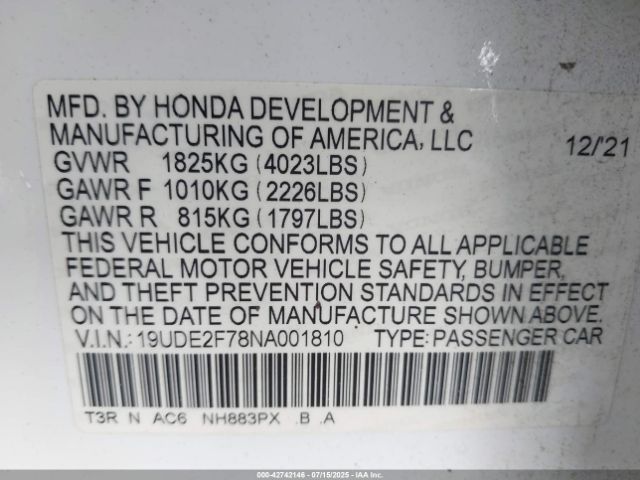 MFD. BY HONDA DEVELOPMENT &
MANUFACTURING OF AMERICA, LLC 12/'21
GVWR 1825KG (4023LBS)
GAWR F 1010KG (2226LBS)
GAWR R 815KG (1797LBS)
THIS VEHICLE CONFORMS TO ALL APPLICABLE
FEDERAL MOTOR VEHICLE SAFETY, BUMPER,
AND THEFT PREVENTION STANDARDS IN EFFECT
ON THE DATE OF MANUFACTURE SHOWN ABOVE.
V.I.N.: 19UDE2F78NA001810 TYPE: PASSENGER CAR
T3R N AC6 NH883PX .B .A
000-42742146 - 07/15/2025 - IAAI.COM